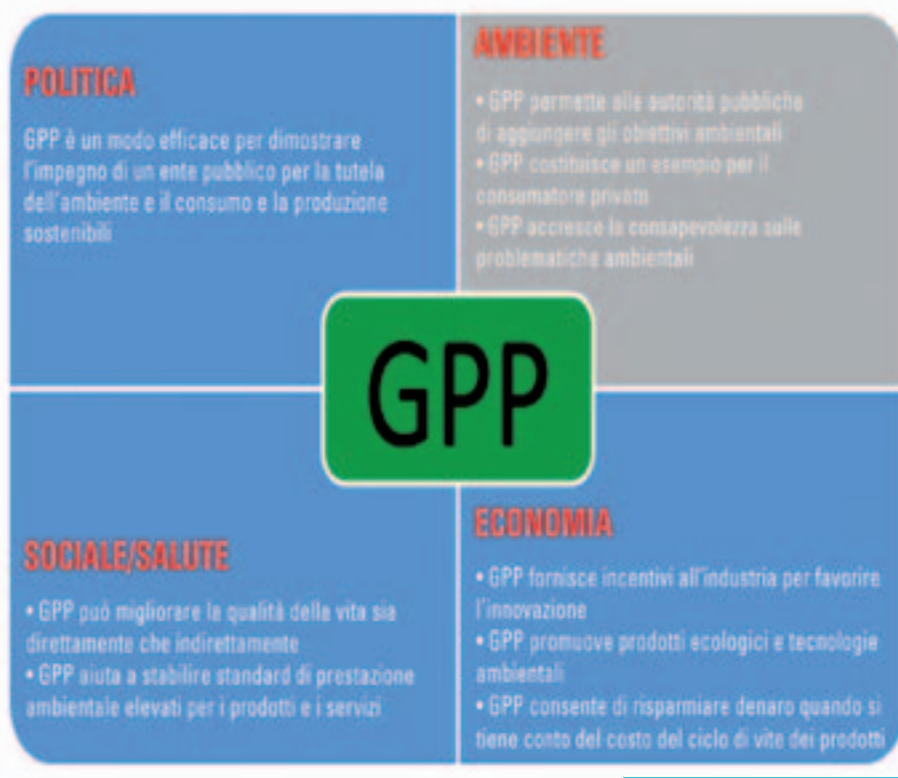 POLITICA
GPP è un modo efficace per dimostrare
l'impegno di un ente pubblico per la tutela
dell'ambiente e il consumo e la produzione
sostenibili
AMBIENTE
• GPP permette alle autorità pubbliche
di aggiungere gli obiettivi ambientali
• GPP costituisce un esempio per il
consumatore privato
• GPP accresce la consapevolezza sulle
problematiche ambientali
GPP
SOCIALE/SALUTE
• GPP può migliorare la qualità della vita sia
direttamente che indirettamente
• GPP aiuta a stabilire standard di prestazione
ambientale elevati per i prodotti e i servizi
ECONOMIA
• GPP fornisce incentivi all'industria per favorire
l'innovazione
• GPP promuove prodotti ecologici e tecnologie
ambientali
• GPP consente di risparmiare denaro quando si
tiene conto del costo del ciclo di vite dei prodotti